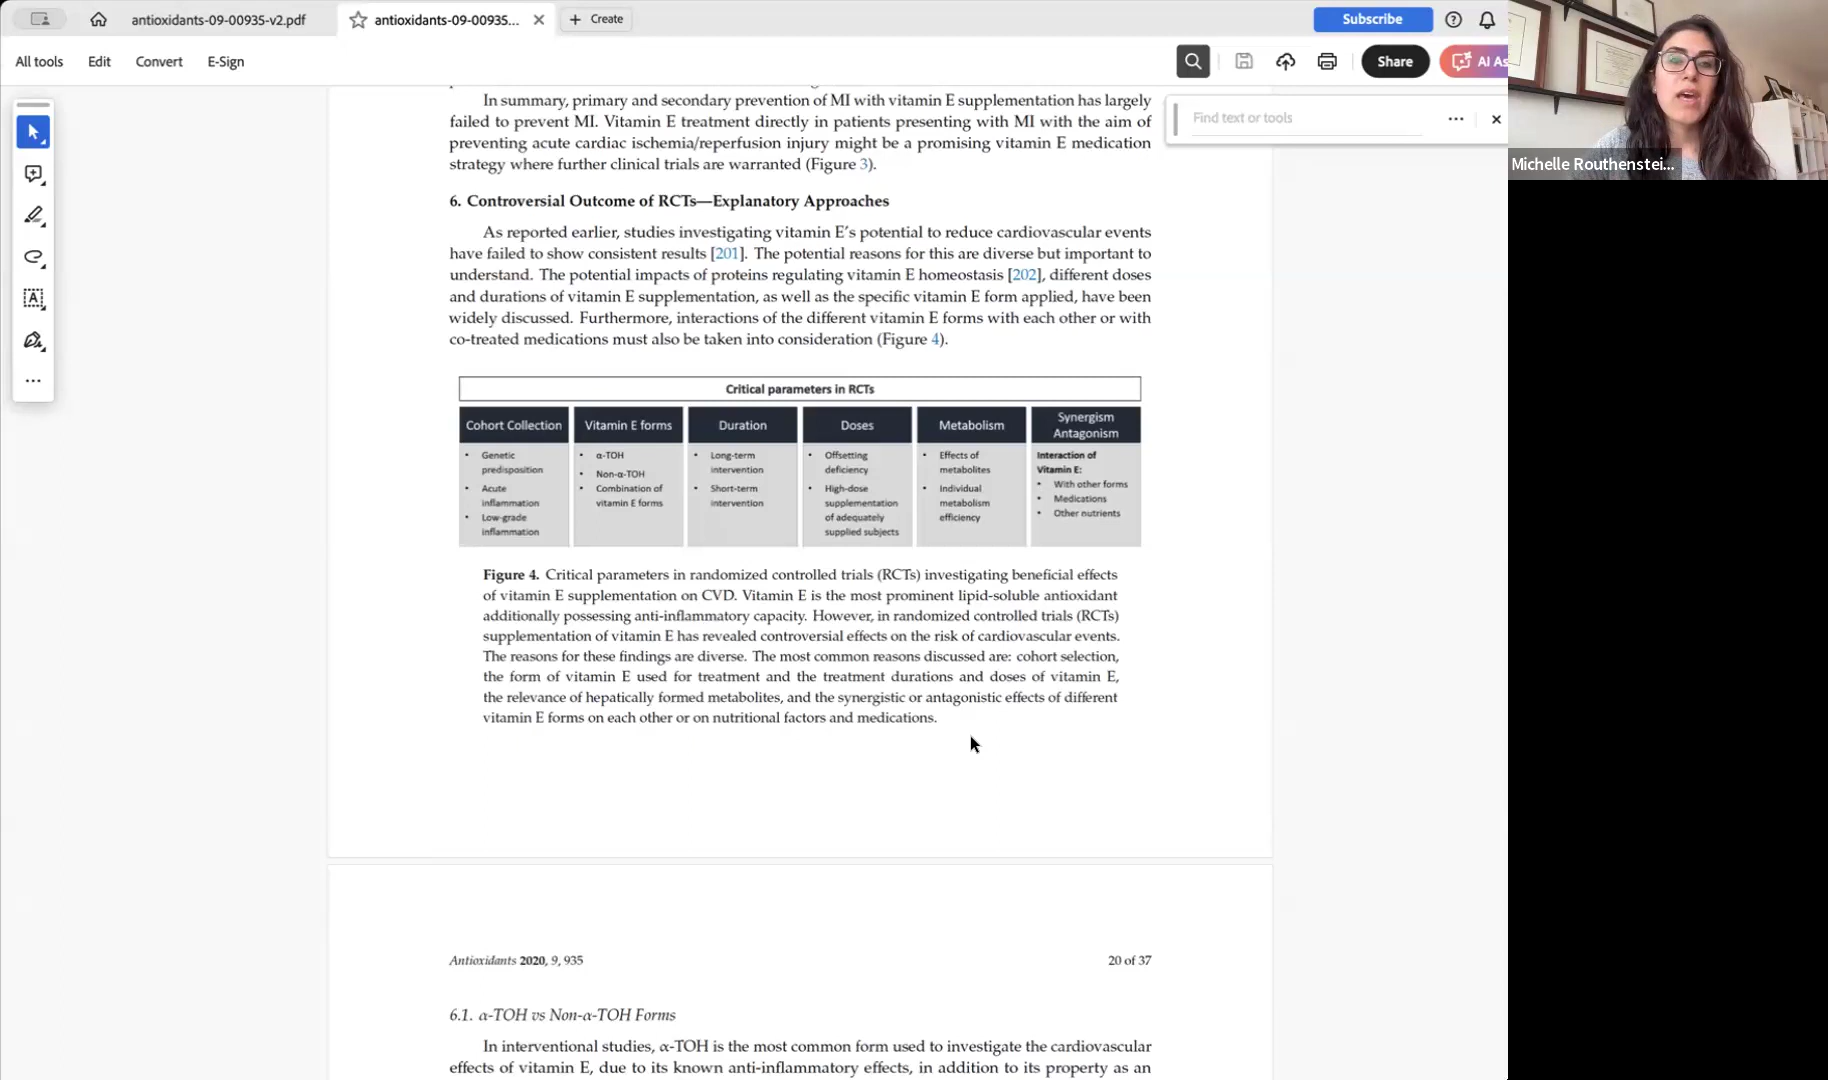 antioxidants-09-00935-v2.pdf
antioxidants-09-00935...
Create
Subscribe
All tools
Edit
Convert
E-Sign
Share
AI As
Find text or tools
Michelle Routhenstei...
In summary, primary and secondary prevention of MI with vitamin E supplementation has largely
failed to prevent MI. Vitamin E treatment directly in patients presenting with MI with the aim of
preventing acute cardiac ischemia/reperfusion injury might be a promising vitamin E medication
strategy where further clinical trials are warranted (Figure 3).
6. Controversial Outcome of RCTs—Explanatory Approaches
As reported earlier, studies investigating vitamin E's potential to reduce cardiovascular events
have failed to show consistent results [201]. The potential reasons for this are diverse but important to
understand. The potential impacts of proteins regulating vitamin E homeostasis [202], different doses
and durations of vitamin E supplementation, as well as the specific vitamin E form applied, have been
widely discussed. Furthermore, interactions of the different vitamin E forms with each other or with
co-treated medications must also be taken into consideration (Figure 4).
Critical parameters in RCTs
Cohort Collection
• Genetic
predisposition
• Acute
inflammation
• Low-grade
inflammation
Vitamin E forms
• α-TOH
• Non-α-TOH
• Combination of
vitamin E forms
Duration
• Long-term
intervention
• Short-term
intervention
Doses
• Offsetting
deficiency
• High-dose
supplementation
of adequately
supplied subjects
Metabolism
• Effects of
metabolites
• Individual
metabolism
efficiency
Synergism
Antagonism
Interaction of
Vitamin E:
• With other forms
• Medications
• Other nutrients
Figure 4. Critical parameters in randomized controlled trials (RCTs) investigating beneficial effects
of vitamin E supplementation on CVD. Vitamin E is the most prominent lipid-soluble antioxidant
additionally possessing anti-inflammatory capacity. However, in randomized controlled trials (RCTs)
supplementation of vitamin E has revealed controversial effects on the risk of cardiovascular events.
The reasons for these findings are diverse. The most common reasons discussed are: cohort selection,
the form of vitamin E used for treatment and the treatment durations and doses of vitamin E,
the relevance of hepatically formed metabolites, and the synergistic or antagonistic effects of different
vitamin E forms on each other or on nutritional factors and medications.
Antioxidants 2020, 9, 935
20 of 37
6.1. α-TOH vs Non-α-TOH Forms
In interventional studies, α-TOH is the most common form used to investigate the cardiovascular
effects of vitamin E, due to its known anti-inflammatory effects, in addition to its property as an